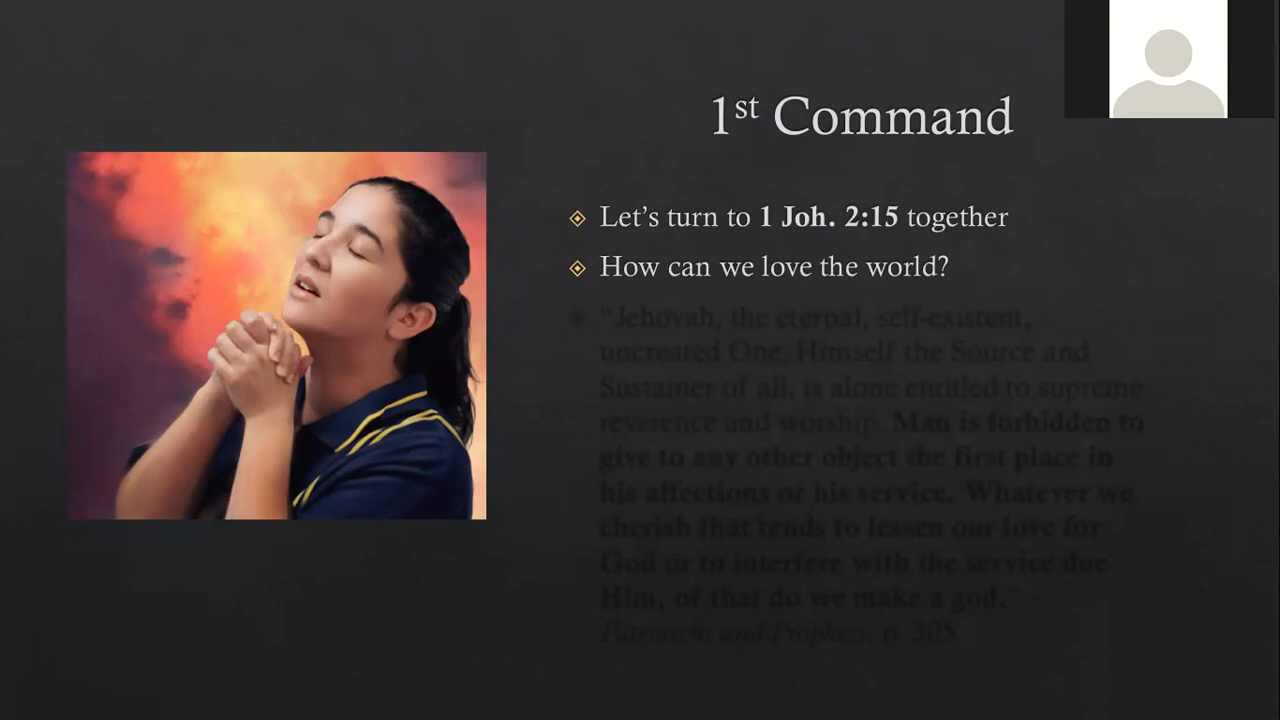 1st Command
Let’s turn to 1 Joh. 2:15 together
How can we love the world?
“Jehovah, the eternal, self-existent,
uncreated One, Himself the Source and
Sustainer of all, is alone entitled to supreme
reverence and worship. Man is forbidden to
give to any other object the first place in
his affections or his service. Whatever we
cherish that tends to lessen our love for
God or to interfere with the service due
Him, of that do we make a god.”
Patriarchs and Prophets, p. 305